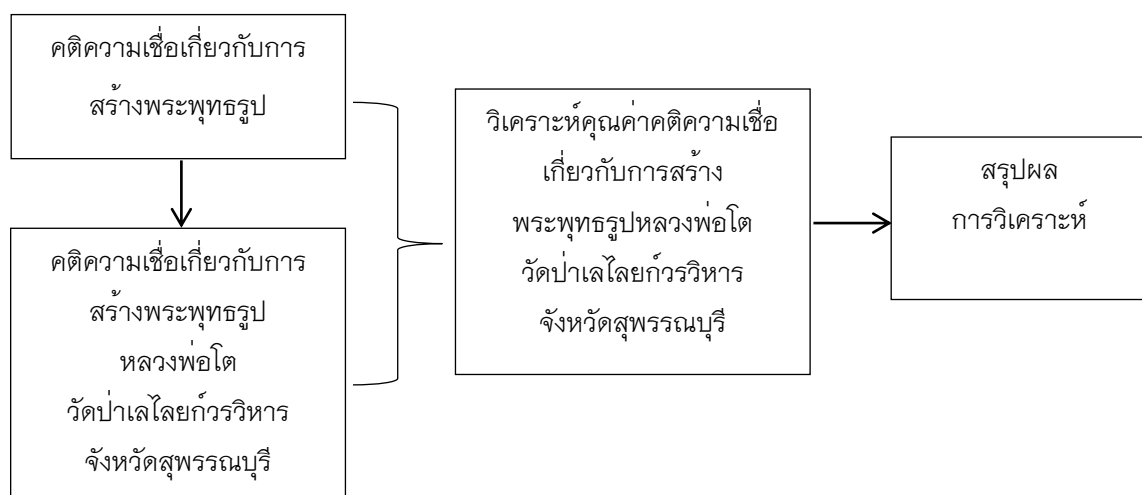 คติความเชื่อเกี่ยวกับการ
สร้างพระพุทธรูป
คติความเชื่อเกี่ยวกับการ
สร้างพระพุทธรูป
หลวงพ่อโต
วัดป่าเลไลยก์วรวิหาร
จังหวัดสุพรรณบุรี
วิเคราะห์คุณค่าคติความเชื่อ
เกี่ยวกับการสร้าง
พระพุทธรูปหลวงพ่อโต
วัดป่าเลไลยก์วรวิหาร
จังหวัดสุพรรณบุรี
สรุปผล
การวิเคราะห์